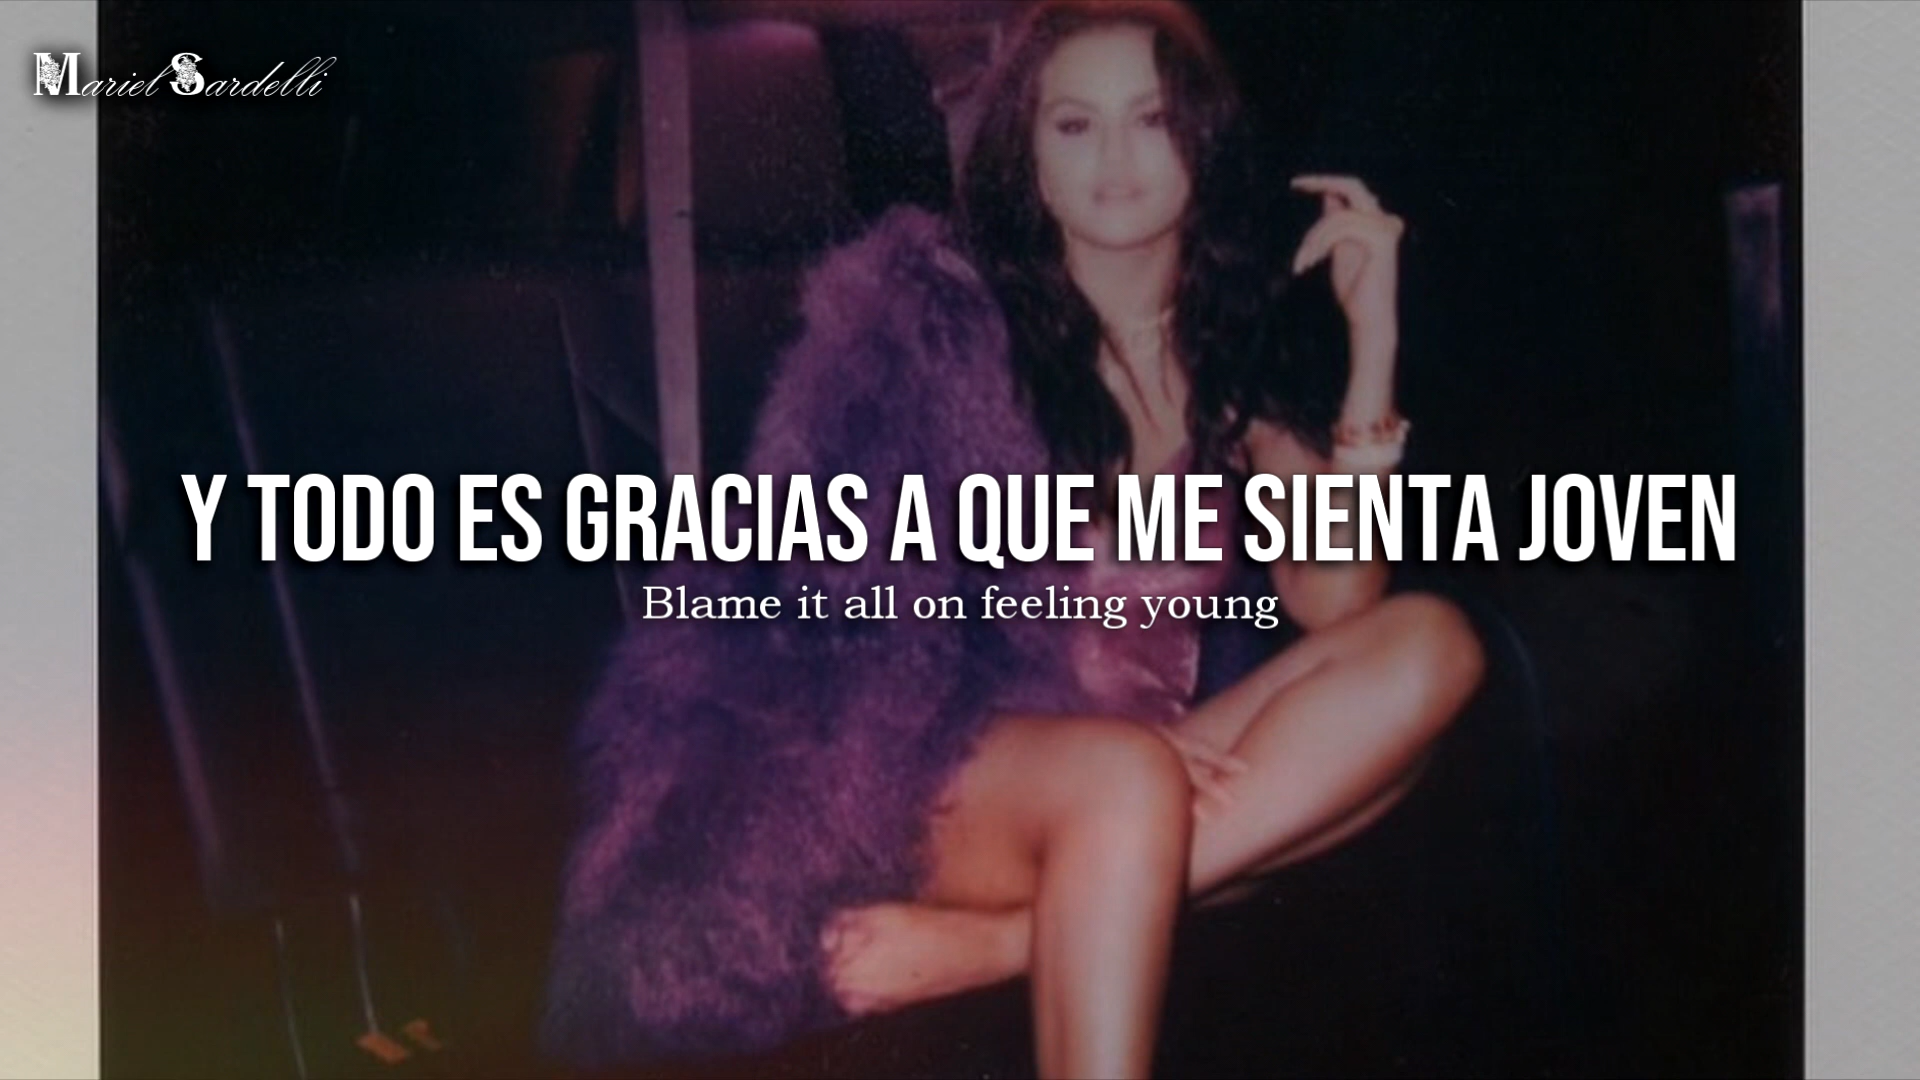 Mariel Sardelli
Y TODO ES GRACIAS A QUE ME SIENTA JOVEN
Blame it all on feeling young